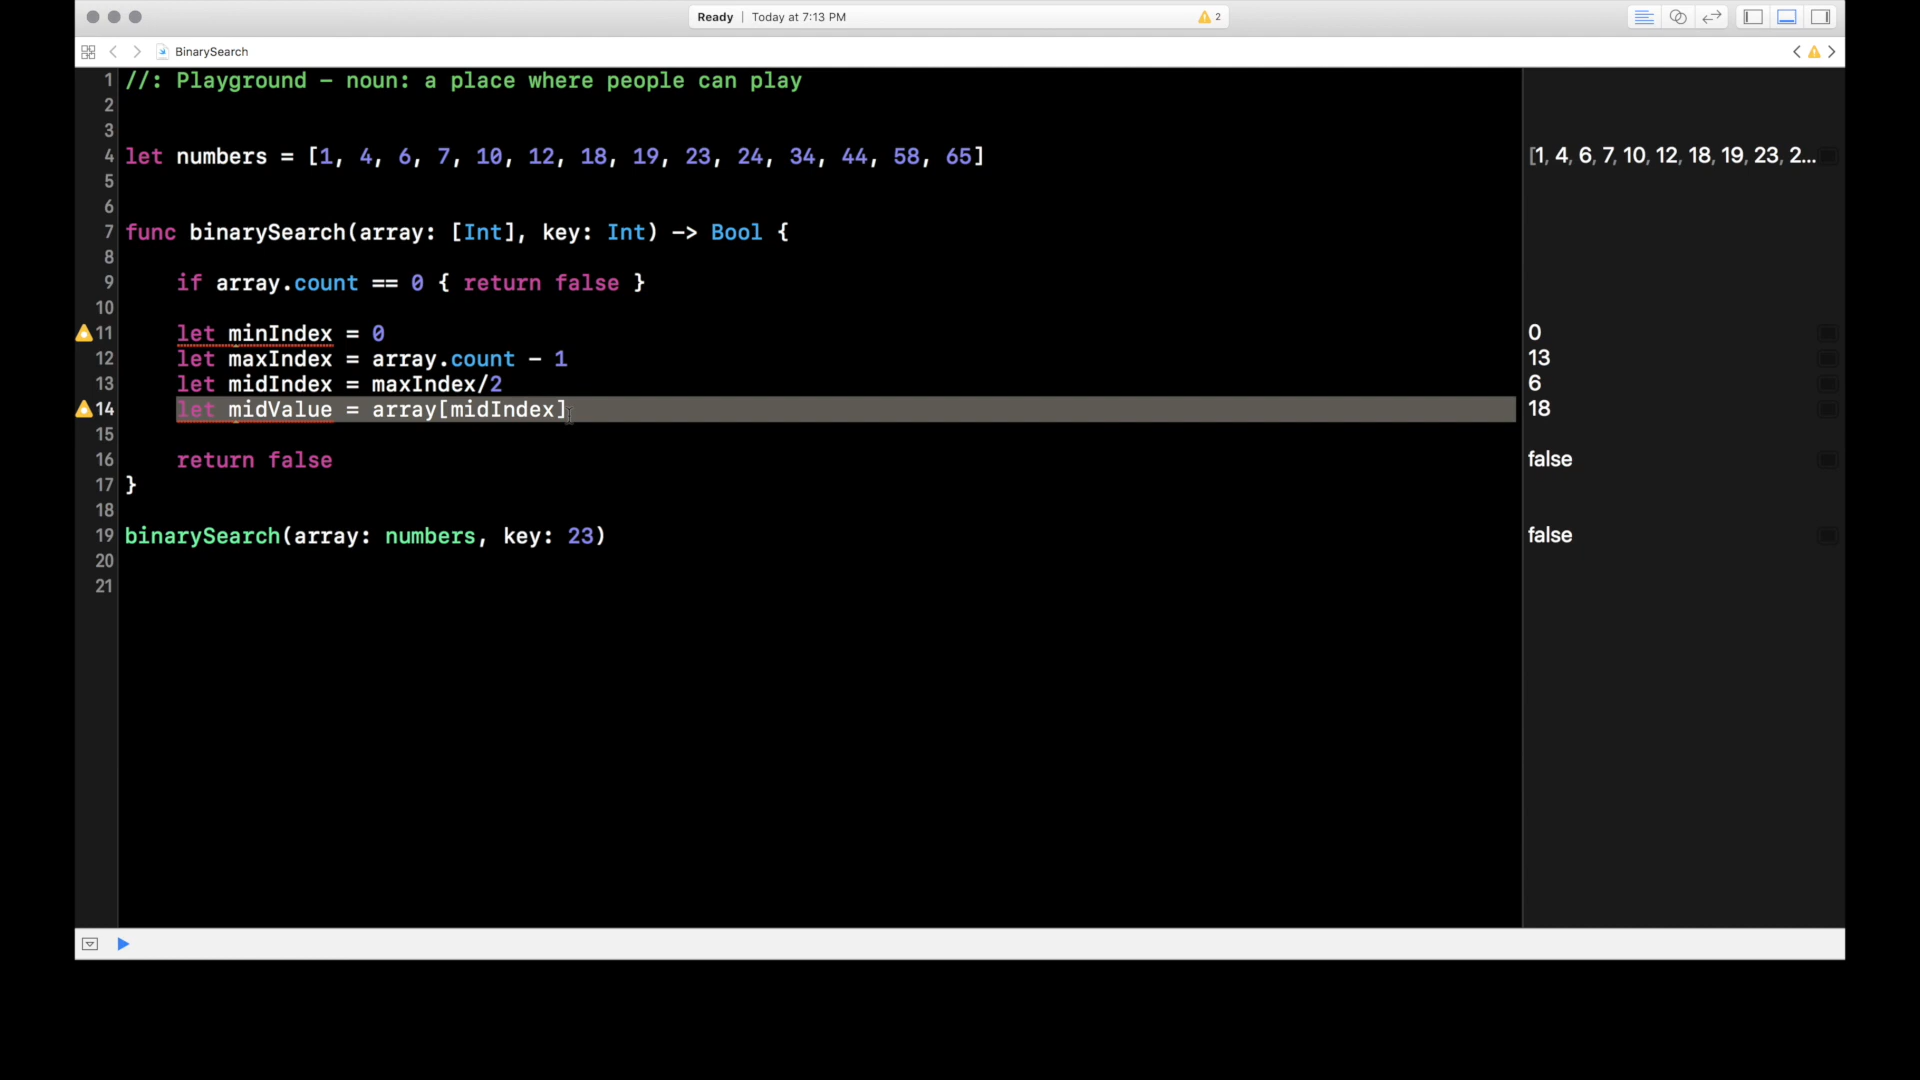 Ready | Today at 7:13 PM 2
BinarySearch
1 //: Playground - noun: a place where people can play
2
3
4 let numbers = [1, 4, 6, 7, 10, 12, 18, 19, 23, 24, 34, 44, 58, 65] [1, 4, 6, 7, 10, 12, 18, 19, 23, 2...
5
6
7 func binarySearch(array: [Int], key: Int) -> Bool {
8
9 if array.count == 0 { return false }
10
11 let minIndex = 0 0
12 let maxIndex = array.count - 1 13
13 let midIndex = maxIndex/2 6
14 let midValue = array[midIndex] 18
15
16 return false false
17 }
18
19 binarySearch(array: numbers, key: 23) false
20
21